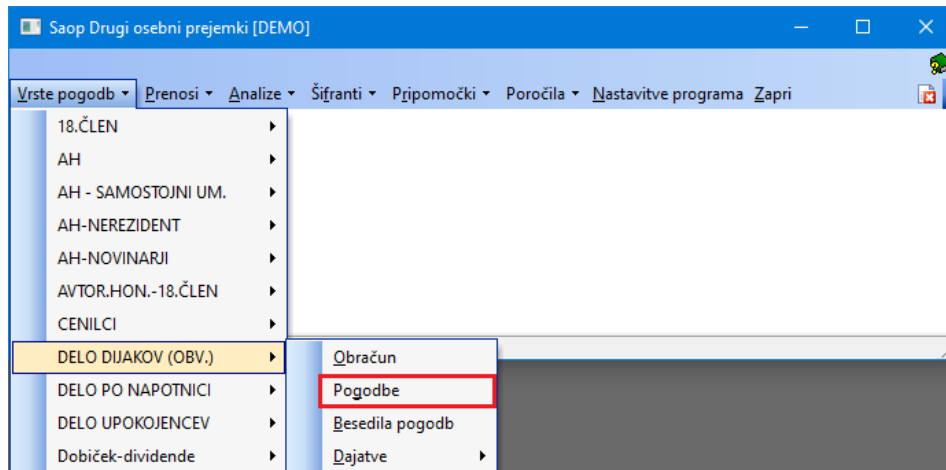 Saop Drugi osebni prejemki [DEMO]
Vrste pogodb Prenosi Analize Šifranti Pripomočki Poročila Nastavitve programa Zapri
18.ČLEN
AH
AH - SAMOSTOJNI UM.
AH-NEREZIDENT
AH-NOVINARJI
AVTOR.HON.-18.ČLEN
CENILCI
DELO DIJAKOV (OBV.)
DELO PO NAPOTNICI
DELO UPOKOJENCEV
Dobiček-dividende
Obračun
Pogodbe
Besedila pogodb
Dajatve